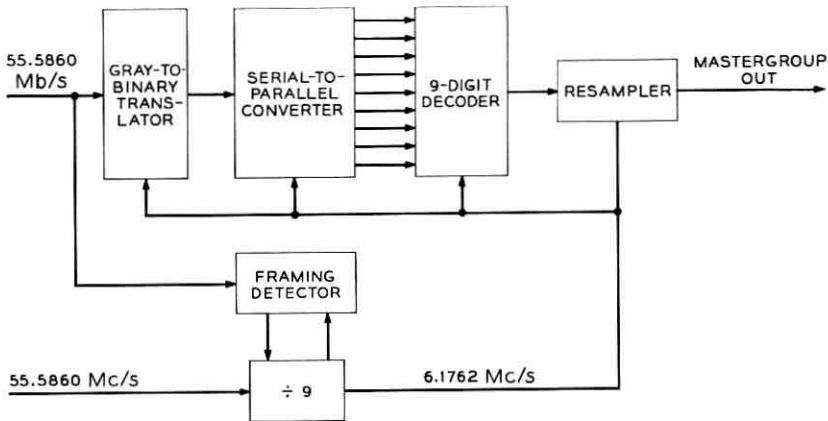 55.5860
Mb/s
GRAY-TO-
BINARY
TRANS-
LATOR
SERIAL-TO-
PARALLEL
CONVERTER
9-DIGIT
DECODER
RESAMPLER
MASTERGROUP
OUT
FRAMING
DETECTOR
55.5860 Mc/s
÷ 9
6.1762 Mc/s